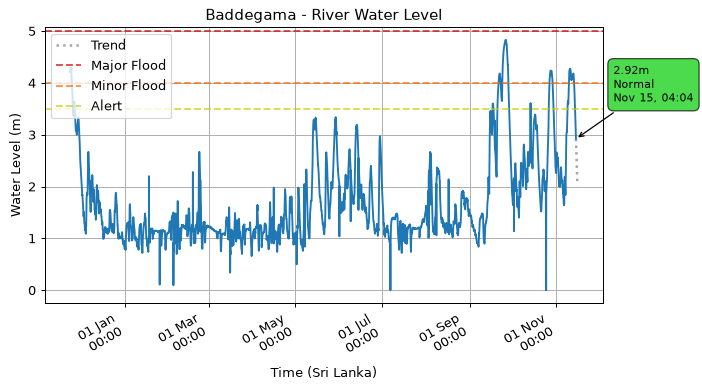 Baddegama - River Water Level
Trend
Major Flood
Minor Flood
Alert
2.92m
Normal
Nov 15, 04:04
Water Level (m)
5
4
3
2
1
0
01 Jan
00:00
01 Mar
00:00
01 May
00:00
01 Jul
00:00
01 Sep
00:00
01 Nov
00:00
Time (Sri Lanka)